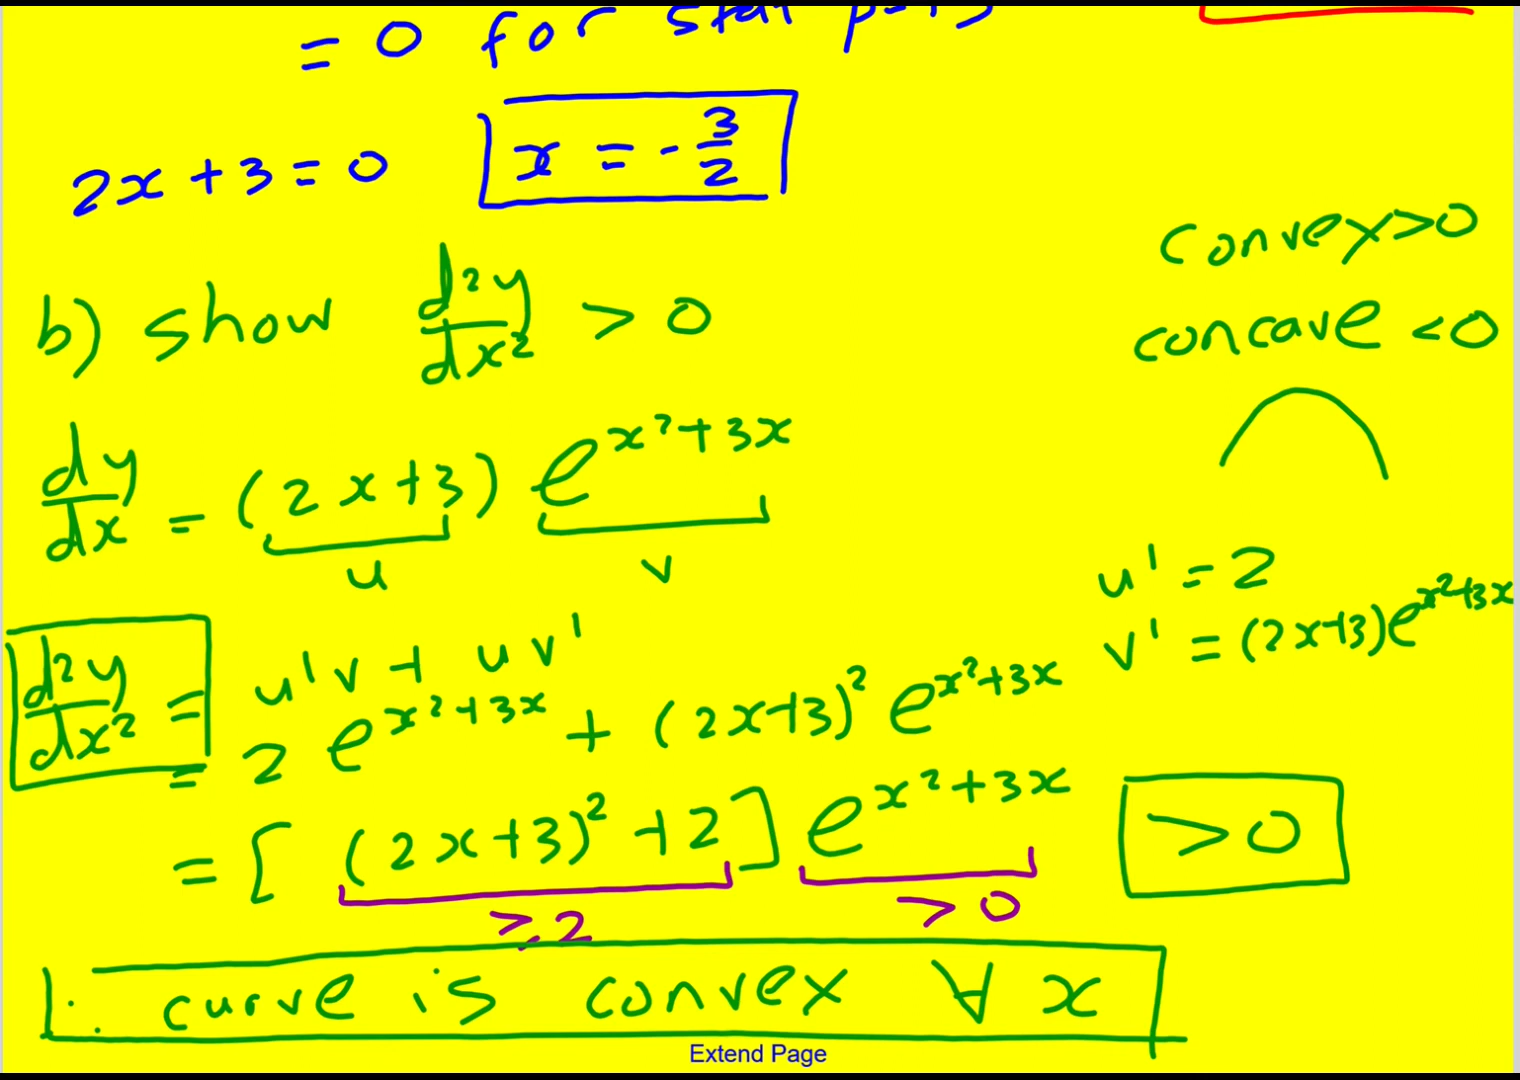 = 0 for stat
2x + 3 = 0 x = - 3/2
convex > 0
b) show d²y/dx² > 0
concave < 0
dy/dx = (2x+3) e^(x²+3x)
u v
u' = 2
v' = (2x+3)e^(x²+3x)
d²y/dx² = u'v + uv'
= 2 e^(x²+3x) + (2x+3)² e^(x²+3x)
= [(2x+3)² + 2] e^(x²+3x) > 0
≥ 2 > 0
∴ curve is convex ∀ x
Extend Page